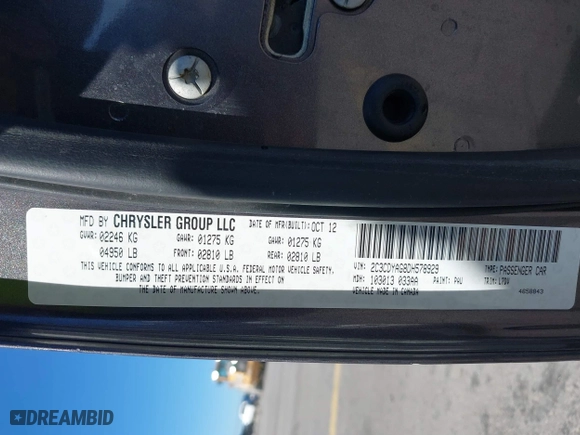 MFD BY CHRYSLER GROUP LLC DATE OF MFR(BUILT): OCT 12
GVWR: 02246 KG GAWR: 01275 KG GAWR: 01275 KG
04950 LB FRONT: 02810 LB REAR: 02810 LB
THIS VEHICLE CONFORMS TO ALL APPLICABLE U.S.A. FEDERAL MOTOR VEHICLE SAFETY,
BUMPER AND THEFT PREVENTION STANDARDS IN EFFECT ON
THE DATE OF MANUFACTURE SHOWN ABOVE.
VIN: 2C3CDYAG8DH578929 TYPE: PASSENGER CAR
MDH: 103013 033AA PAINT: PAU TRIM: L7DV
VEHICLE MADE IN CANADA 4658843
DREAMBID